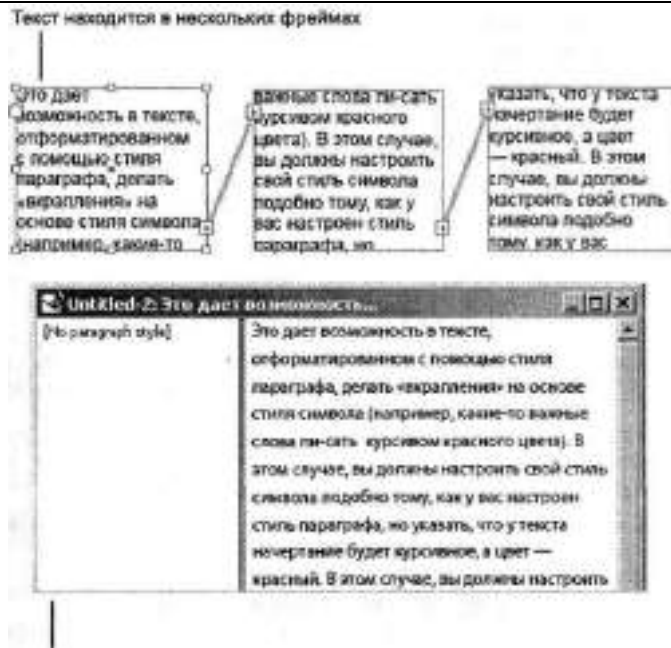 Текст находится в нескольких фреймах
Это дает
возможность в тексте,
отформатированном
с помощью стиля
параграфа, делать
«вкрапления» на
основе стиля символа
(например, какие-то
важные слова пи-сать
курсивом красного
цвета). В этом случае,
вы должны настроить
свой стиль символа
подобно тому, как у
вас настроен стиль
параграфа, но
указать, что у текста
начертание будет
курсивное, а цвет
— красный. В этом
случае, вы должны
настроить свой стиль
символа подобно
тому, как у вас
Untitled-2: Это дает возможность...
[No paragraph style]
Это дает возможность в тексте,
отформатированном с помощью стиля
параграфа, делать «вкрапления» на основе
стиля символа (например, какие-то важные
слова пи-сать курсивом красного цвета). В
этом случае, вы должны настроить свой стиль
символа подобно тому, как у вас настроен
стиль параграфа, но указать, что у текста
начертание будет курсивное, а цвет —
красный. В этом случае, вы должны настроить